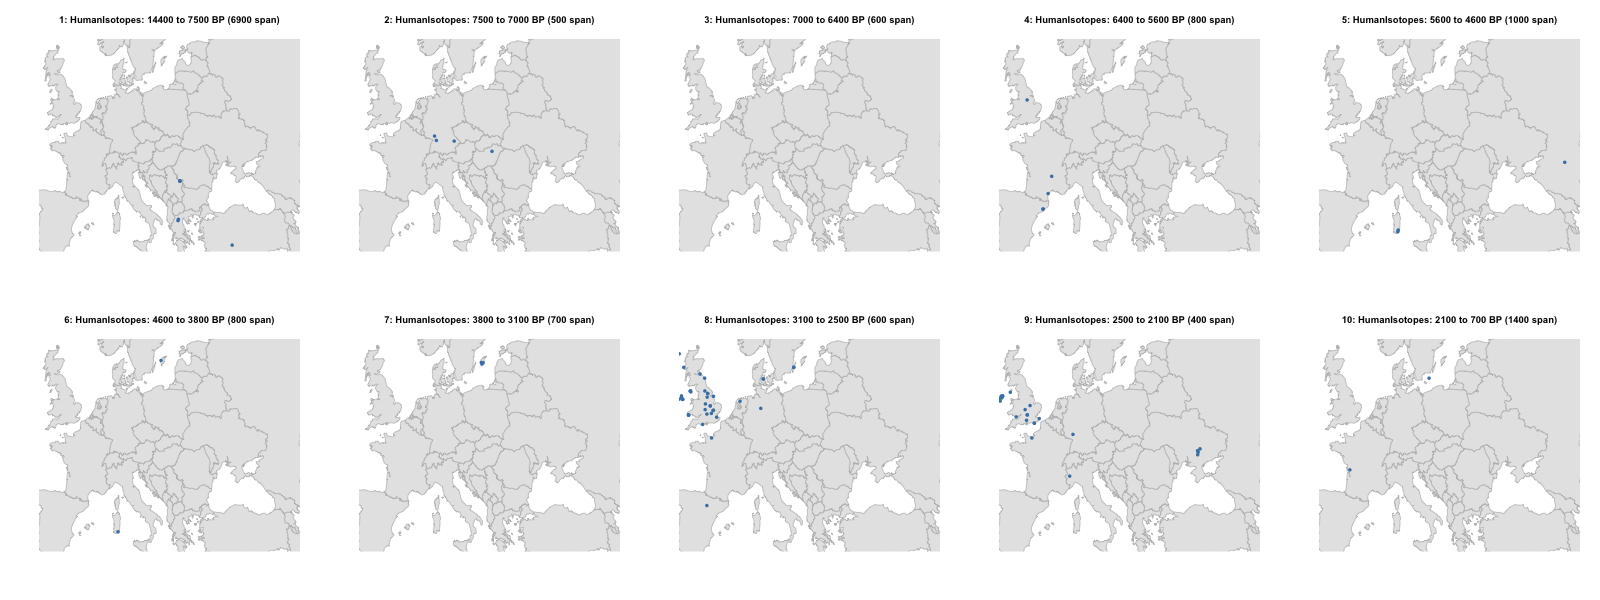 1: HumanIsotopes: 14400 to 7500 BP (6900 span)
2: HumanIsotopes: 7500 to 7000 BP (500 span)
3: HumanIsotopes: 7000 to 6400 BP (600 span)
4: HumanIsotopes: 6400 to 5600 BP (800 span)
5: HumanIsotopes: 5600 to 4600 BP (1000 span)
6: HumanIsotopes: 4600 to 3800 BP (800 span)
7: HumanIsotopes: 3800 to 3100 BP (700 span)
8: HumanIsotopes: 3100 to 2500 BP (600 span)
9: HumanIsotopes: 2500 to 2100 BP (400 span)
10: HumanIsotopes: 2100 to 700 BP (1400 span)